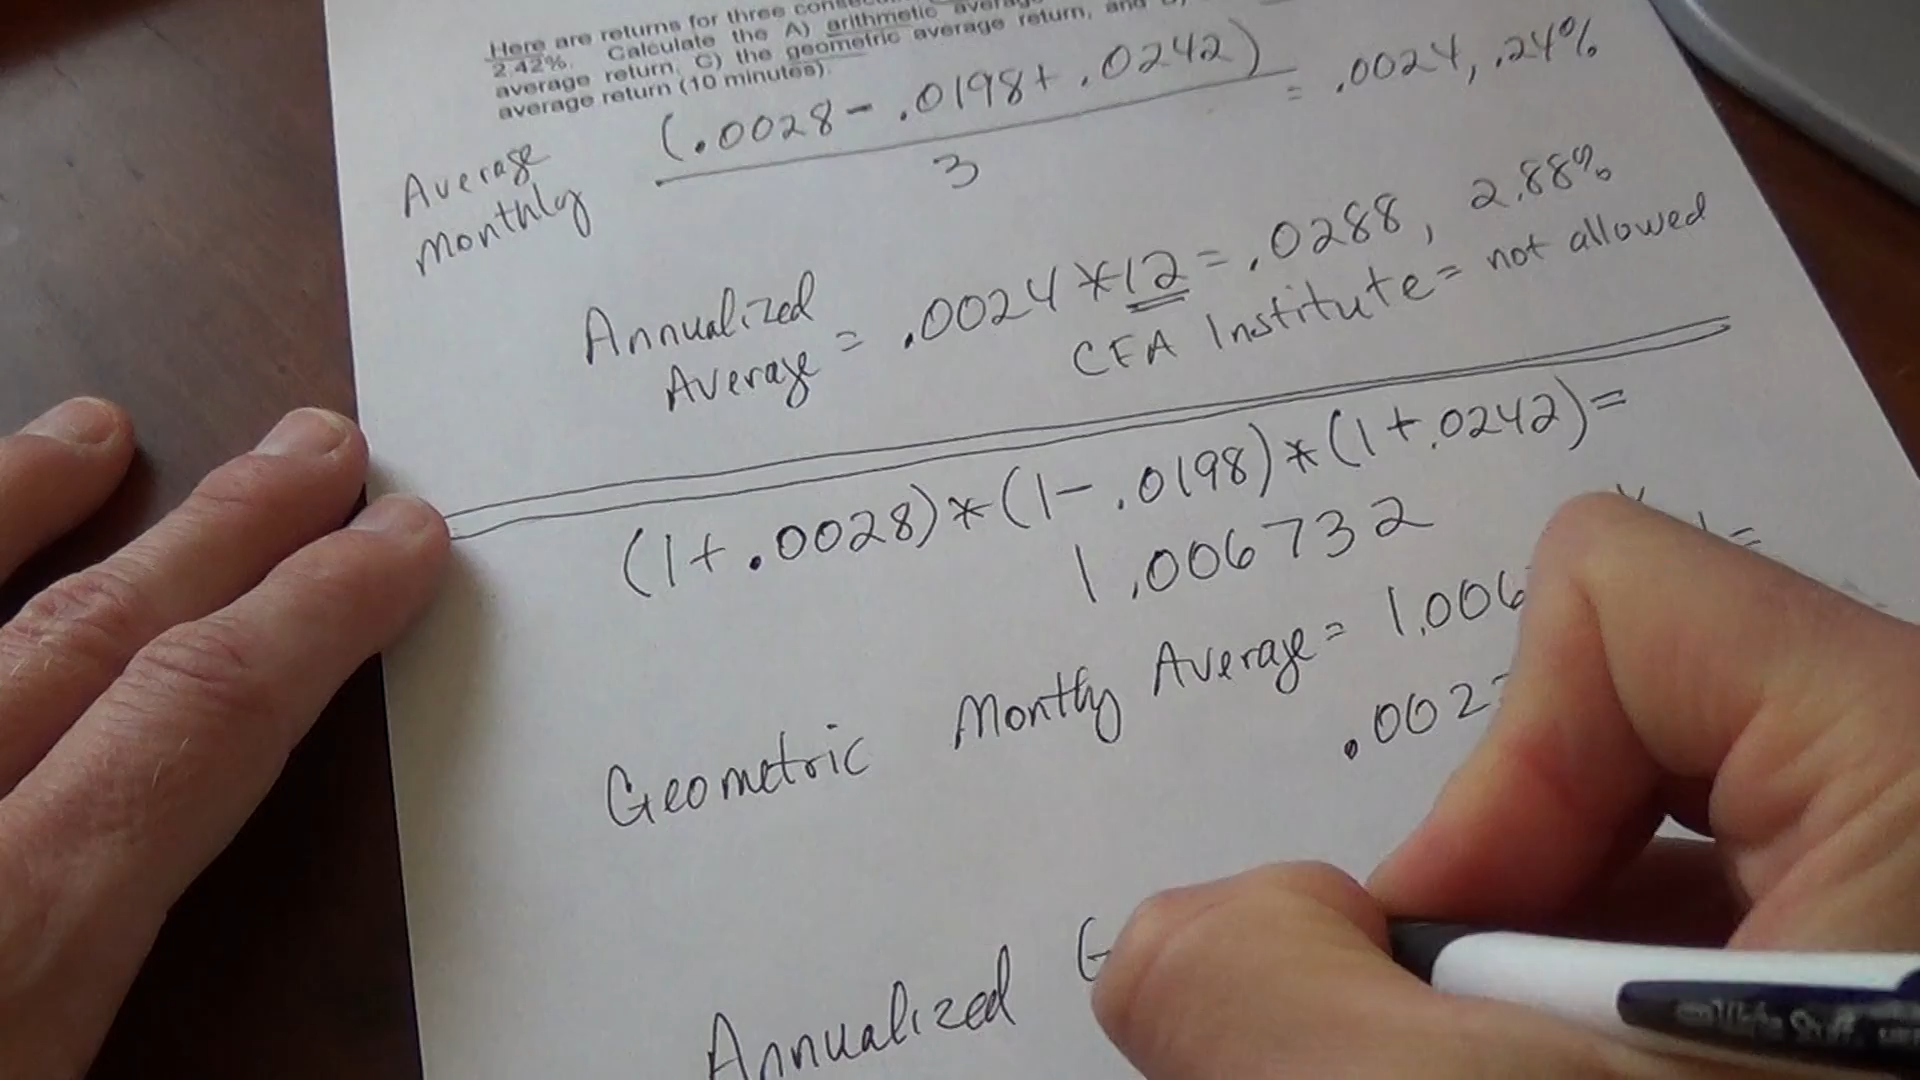 Here are returns for three
2.42%. Calculate the A) arithmetic
average return, C) the geometric average return, and
average return (10 minutes).
Average
monthly
(.0028 - .0198 + .0242)
3
= .0024, .24%
Annualized
Average = .0024 * 12 = .0288, 2.88%
CFA Institute = not allowed
(1 + .0028) * (1 - .0198) * (1 + .0242) =
1.006732
Geometric Montly Average = 1.006
.002
Annualized G